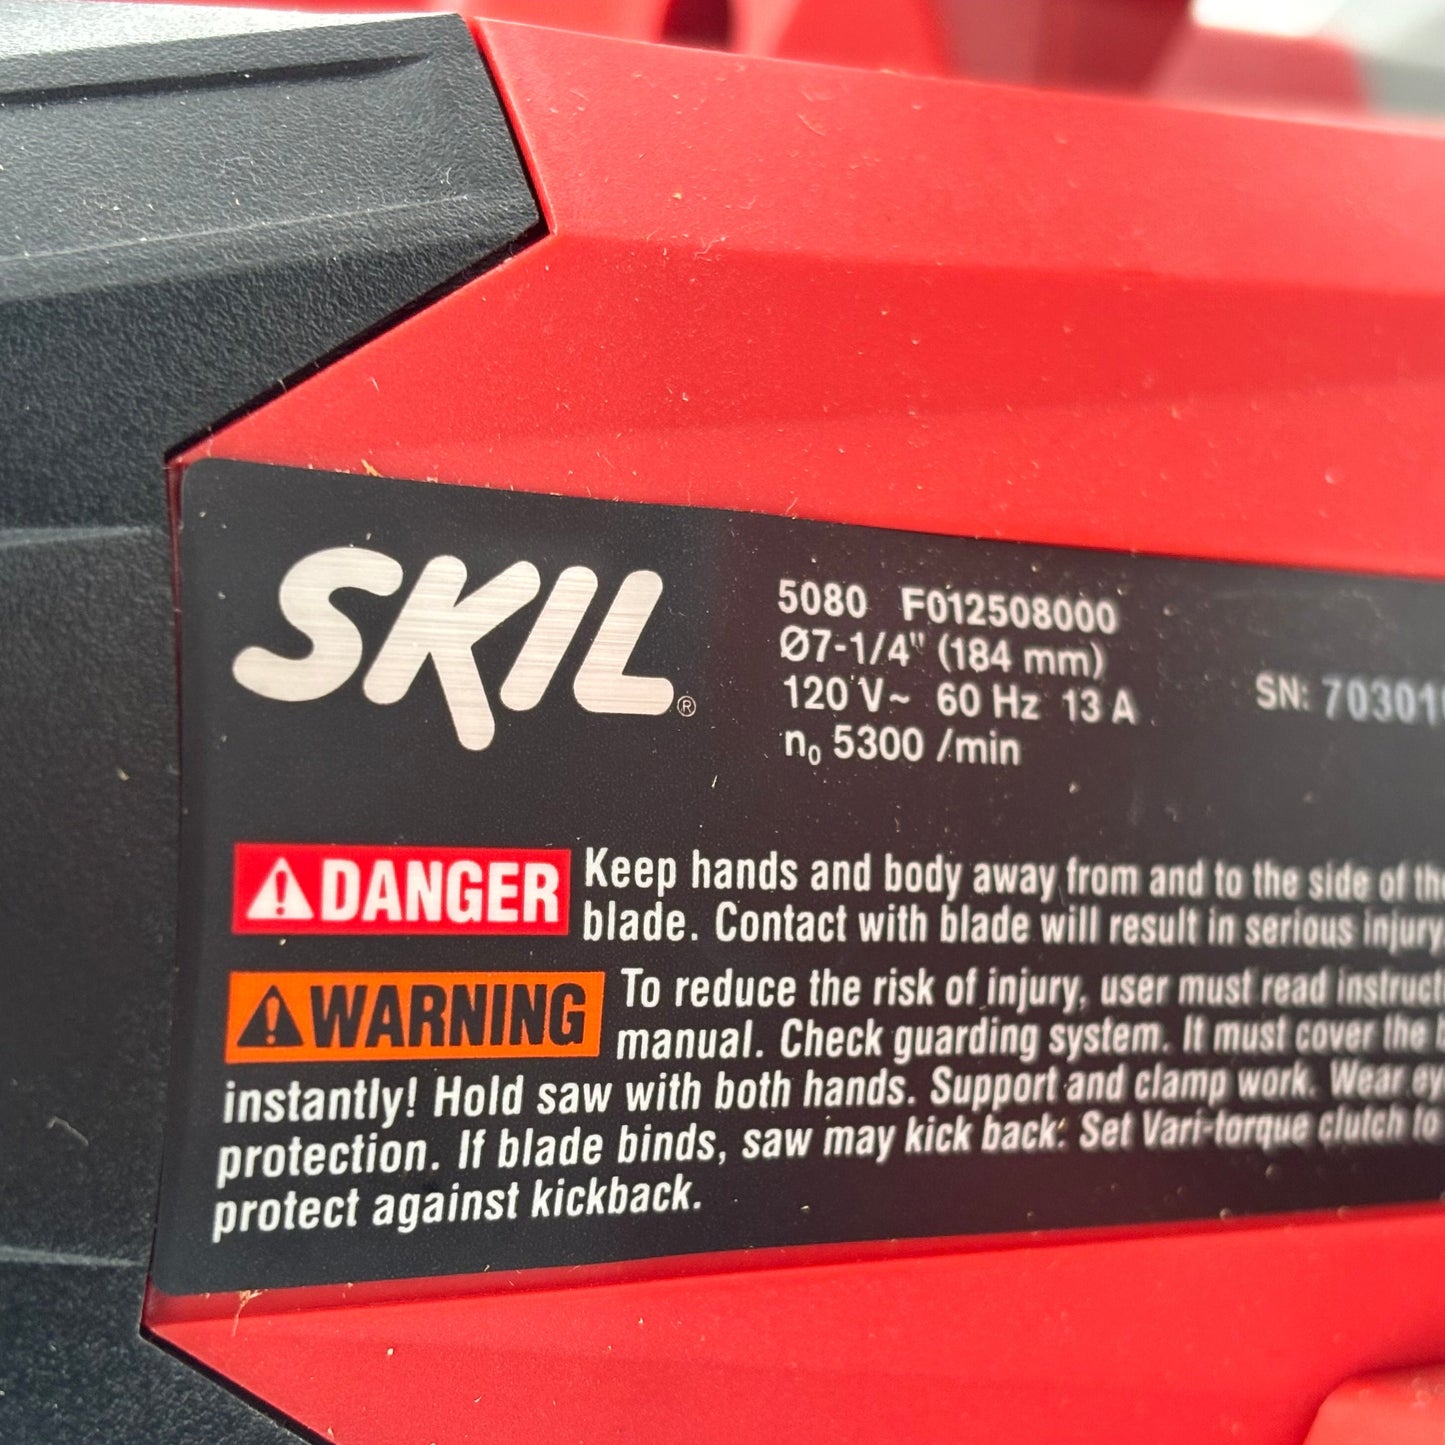 SKIL®
5080 F012508000
Ø7-1/4" (184 mm)
120 V~ 60 Hz 13 A
n₀ 5300 /min
SN: 70301
DANGER Keep hands and body away from and to the side of the
blade. Contact with blade will result in serious injury
WARNING To reduce the risk of injury, user must read instruct
manual. Check guarding system. It must cover the
instantly! Hold saw with both hands. Support and clamp work. Wear ey
protection. If blade binds, saw may kick back: Set Vari-torque clutch to
protect against kickback.